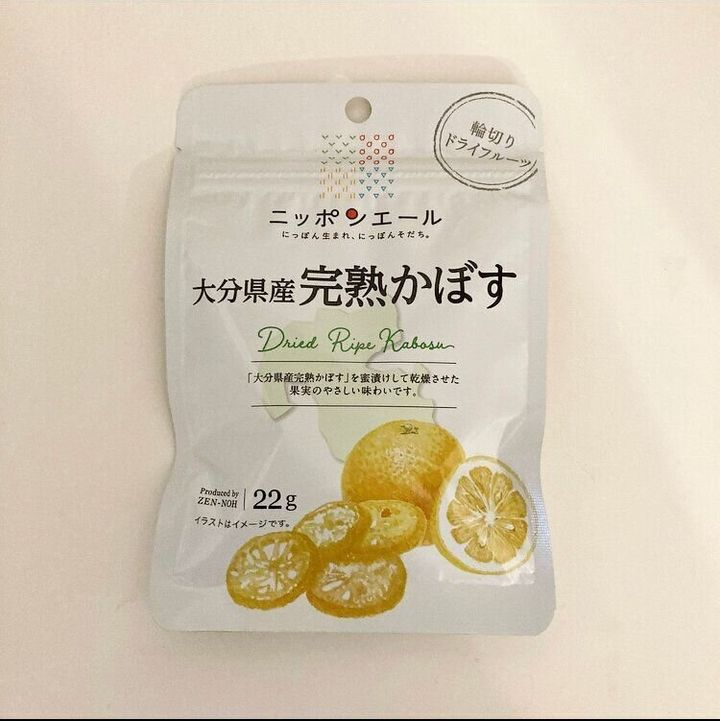 輪切り
ドライフルーツ
ニッポンエール
にっぽん生まれ、にっぽんそだち。
大分県産 完熟かぼす
Dried Ripe Kabosu
「大分県産完熟かぼす」を蜜漬けして乾燥させた
果実のやさしい味わいです。
Produced by
ZEN-NOH
22g
イラストはイメージです。